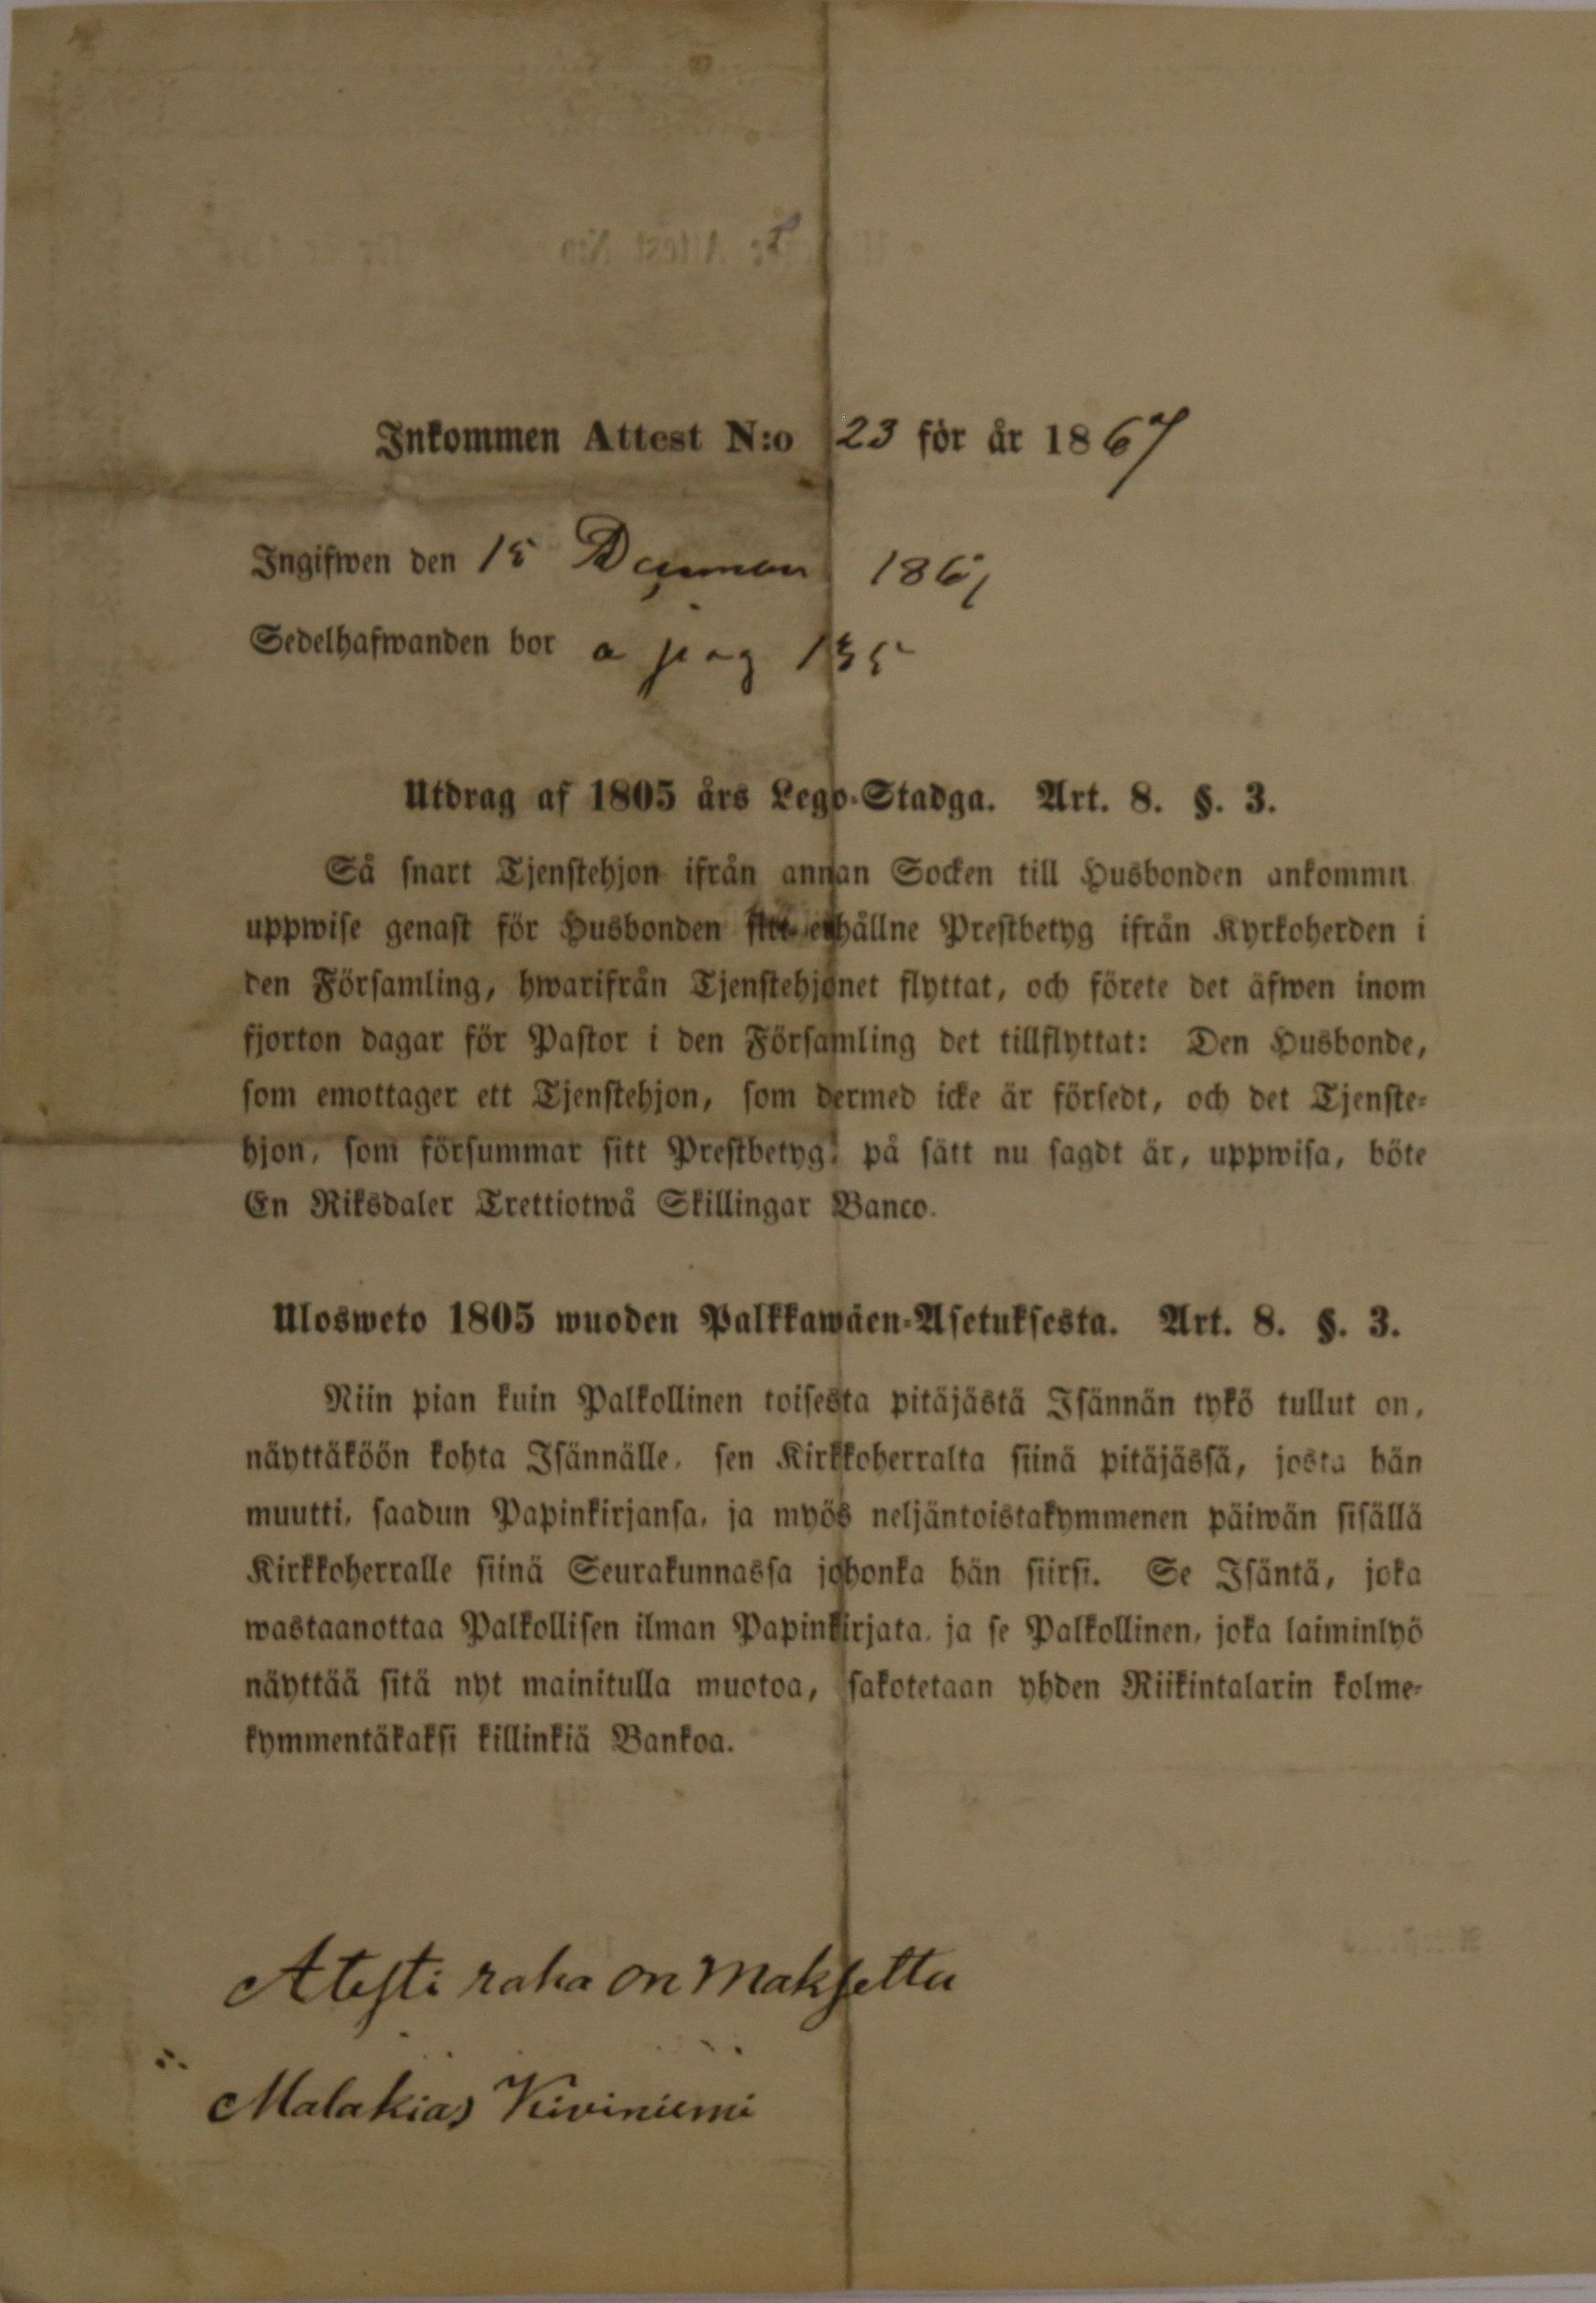 Inkommen Attest N:o 23 för år 1867
Ingifwen den 15 1867
Sedelhafwanden bor pag 135
Utdrag af 1805 års Lego-Stadga. Art. 8. §. 3.
Så snart Tjenstehjon ifrån annan Socken till Husbonden ankommit
uppwise genast för Husbonden sitt erhållne Prestbetyg ifrån Kyrkoherden i
den Församling, hwarifrån Tjenstehjonet flyttat, och förete det äfwen inom
fjorton dagar för Pastor i den Församling det tillflyttat: Den Husbonde,
som emottager ett Tjenstehjon, som dermed icke är försedt, och det Tjenste-
hjon, som försummar sitt Prestbetyg, på sätt nu sagdt är, uppwisa, böte
En Riksdaler Trettiotwå Skillingar Banco.
Ulosweto 1805 wuoden Palkkawäen-Asetuksesta. Art. 8. §. 3.
Niin pian kuin Palkollinen toisesta pitäjästä Isännän tykö tullut on,
näyttäköön kohta Isännälle, sen Kirkkoherralta siinä pitäjässä, josta hän
muutti, saadun Papinkirjansa, ja myös neljäntoistakymmenen päiwän sisällä
Kirkkoherralle siinä Seurakunnassa johonka hän siirsi. Se Isäntä, joka
wastaanottaa Palkollisen ilman Papinkirjata, ja se Palkollinen, joka laiminlyö
näyttää sitä nyt mainitulla muotoa, sakotetaan yhden Riikintalarin kolme-
kymmentäkaksi killinkiä Bankoa.
Atesti raha on maksettu
Malakias Kiviniemi